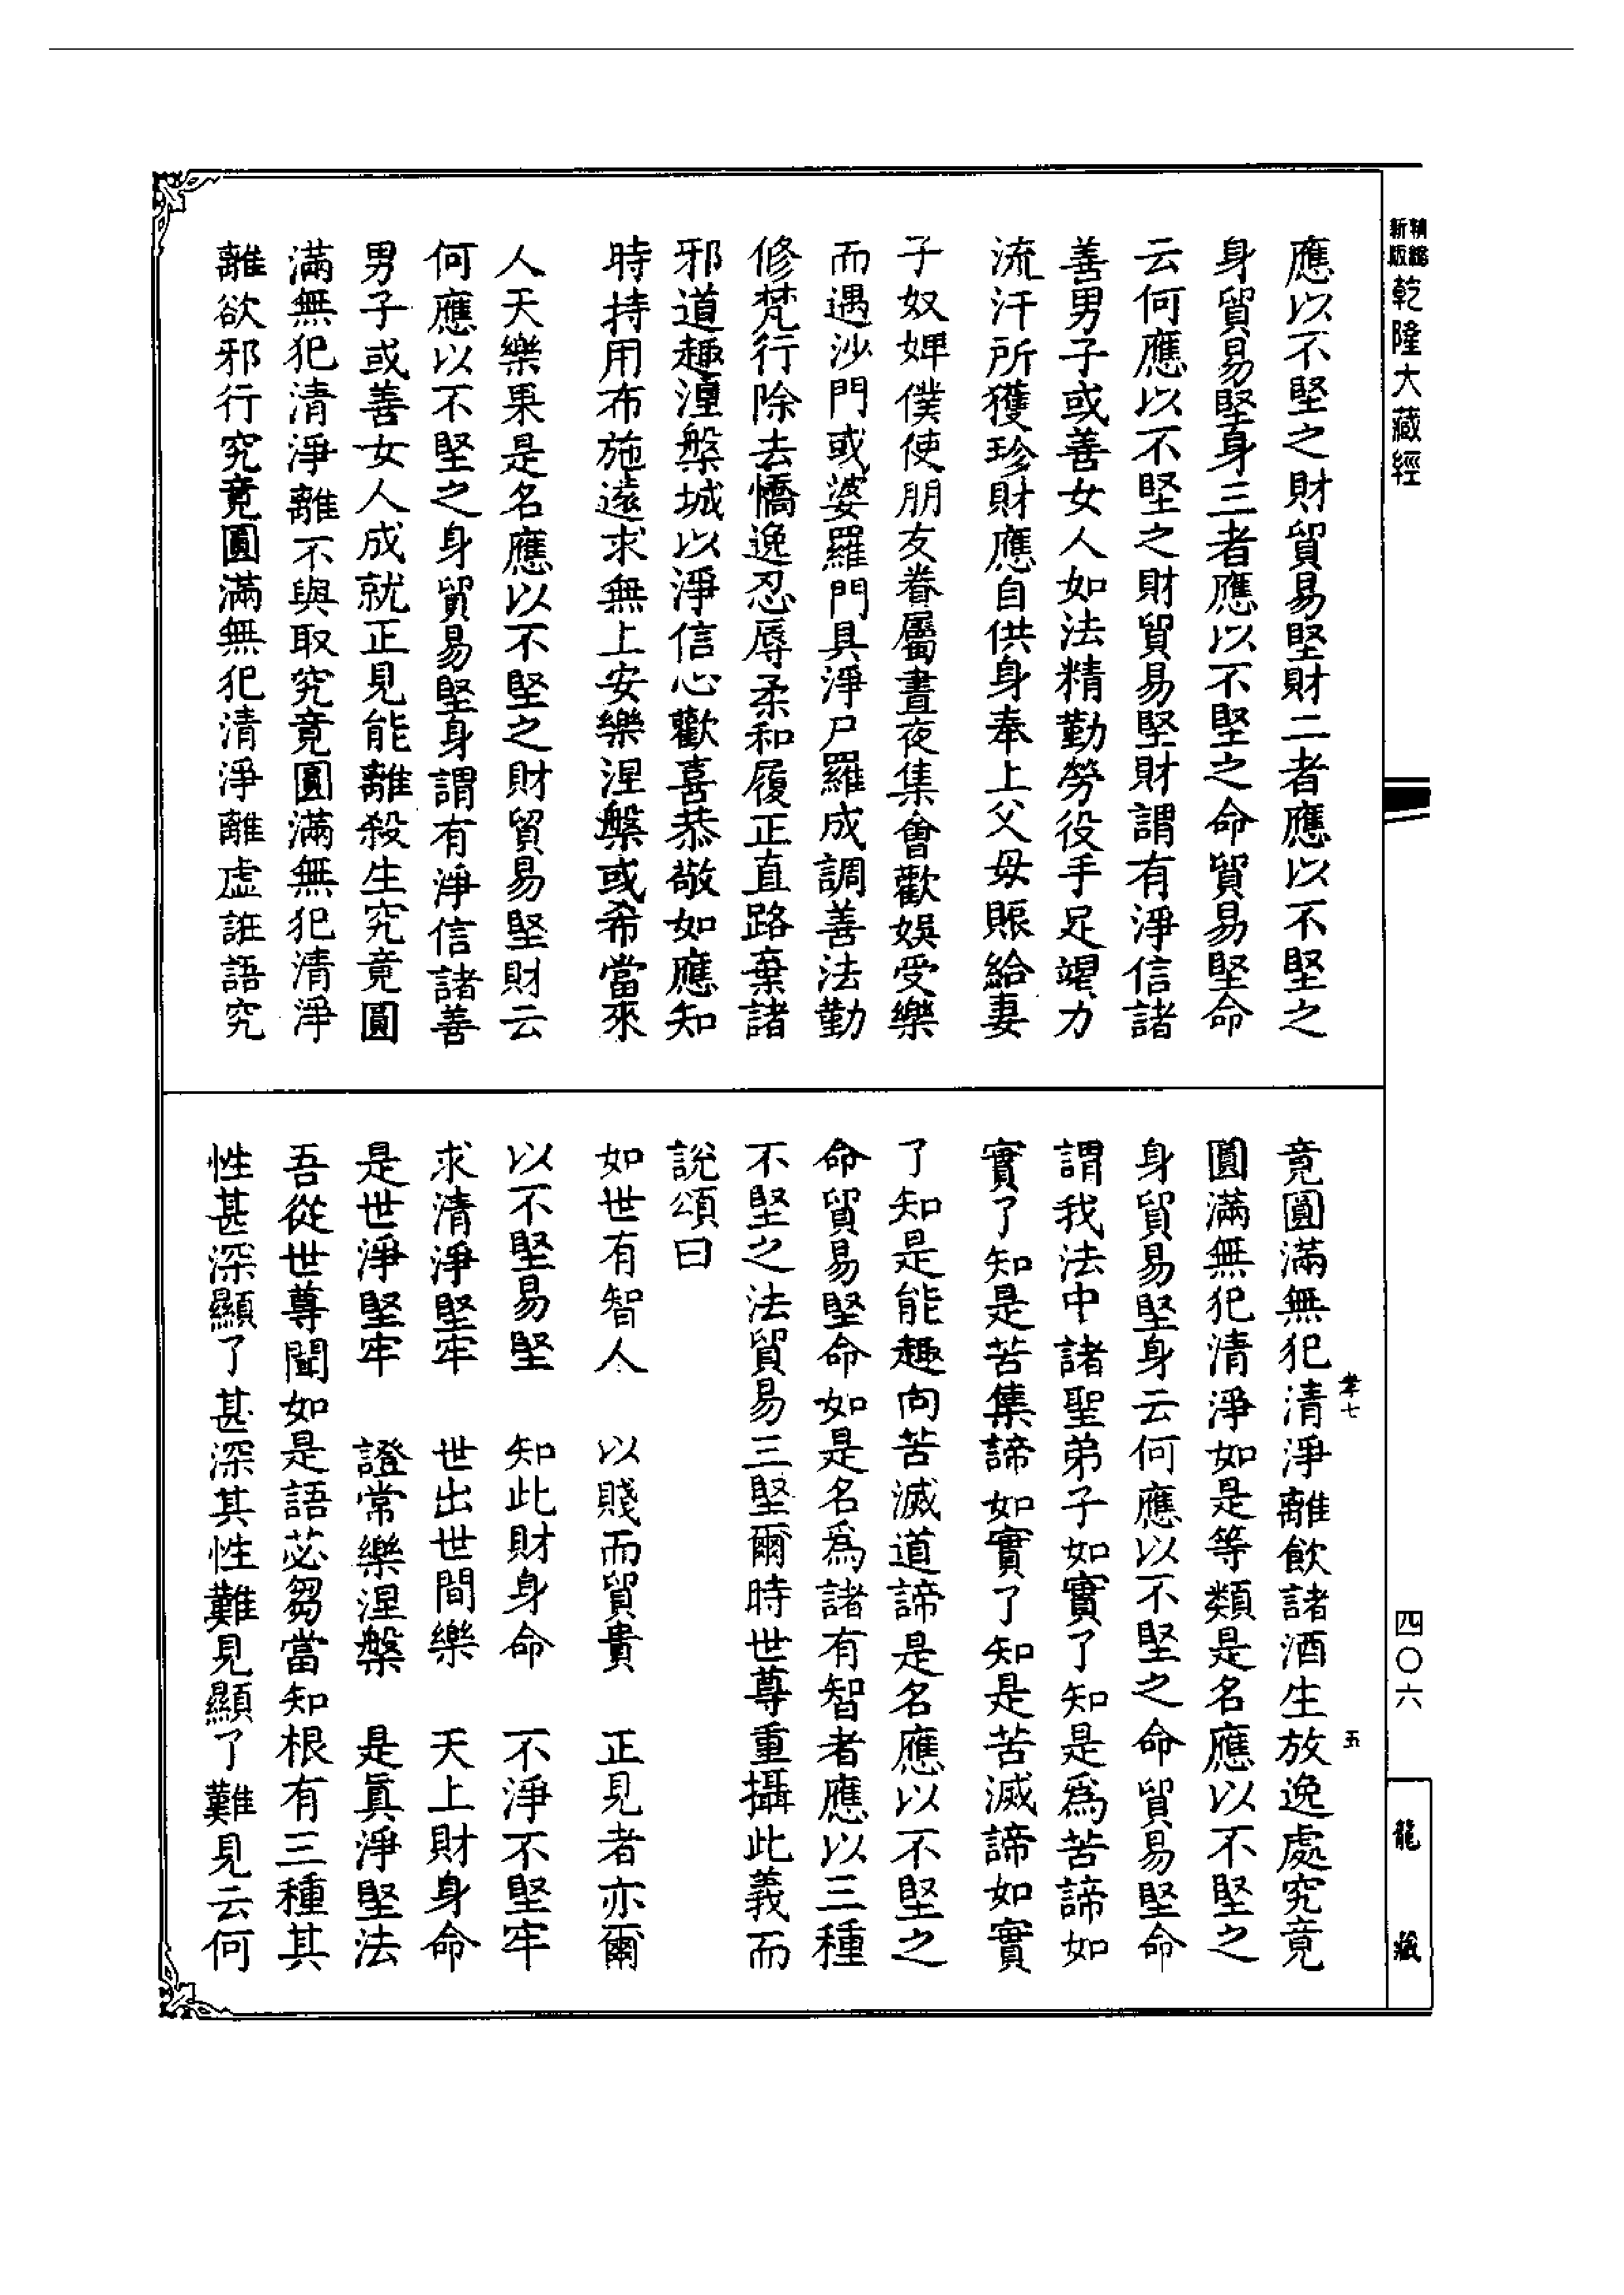 新版精縮乾隆大藏經
應以不堅之財貿易堅財二者應以不堅之
身貿易堅身三者應以不堅之命貿易堅命
云何應以不堅之財貿易堅財謂有淨信諸
善男子或善女人如法精勤勞役手足竭力
流汗所獲珍財應自供身奉上父母賑給妻
子奴婢僕使朋友眷屬晝夜集會歡娛受樂
而遇沙門或婆羅門具淨尸羅成調善法勤
修梵行除去憍逸忍辱柔和履正直路棄諸
邪道趣湼槃城以淨信心歡喜恭敬如應知
時持用布施遠求無上安樂涅槃或希當來
人天樂果是名應以不堅之財貿易堅財云
何應以不堅之身貿易堅身謂有淨信諸善
男子或善女人成就正見能離殺生究竟圓
滿無犯清淨離不與取究竟圓滿無犯清淨
離欲邪行究竟圓滿無犯清淨離虛誑語究
竟圓滿無犯清淨離飲諸酒生放逸處究竟
圓滿無犯清淨如是等類是名應以不堅之
身貿易堅身云何應以不堅之命貿易堅命
謂我法中諸聖弟子如實了知是為苦諦如
實了知是苦集諦如實了知是苦滅諦如實
了知是能趣向苦滅道諦是名應以不堅之
命貿易堅命如是名為諸有智者應以三種
不堅之法貿易三堅爾時世尊重攝此義而
說頌曰
如世有智人　以賤而貿貴　正見者亦爾
以不堅易堅　知此財身命　不淨不堅牢
求清淨堅牢　世出世間樂　天上財身命
是世淨堅牢　證常樂涅槃　是眞淨堅法
吾從世尊聞如是語苾芻當知根有三種其
性甚深顯了甚深其性難見顯了難見云何
七
五
四〇六
龍藏